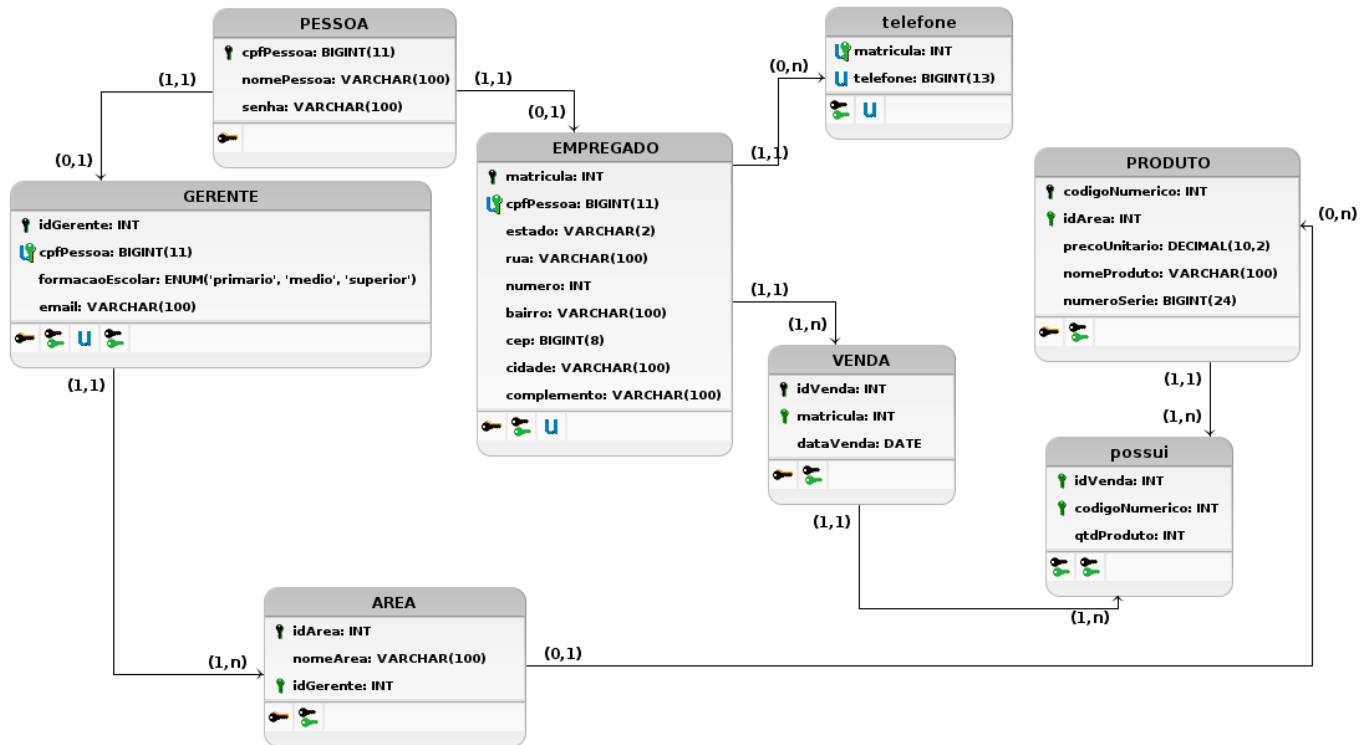 PESSOA
cpfPessoa: BIGINT(11)
nomePessoa: VARCHAR(100)
senha: VARCHAR(100)
(1,1)
(1,1)
(0,1)
(0,1)
telefone
matricula: INT
telefone: BIGINT(13)
(0,n)
(1,1)
EMPREGADO
matricula: INT
cpfPessoa: BIGINT(11)
estado: VARCHAR(2)
rua: VARCHAR(100)
numero: INT
bairro: VARCHAR(100)
cep: BIGINT(8)
cidade: VARCHAR(100)
complemento: VARCHAR(100)
GERENTE
idGerente: INT
cpfPessoa: BIGINT(11)
formacaoEscolar: ENUM('primario', 'medio', 'superior')
email: VARCHAR(100)
(1,1)
(1,n)
PRODUTO
codigoNumerico: INT
idArea: INT
precoUnitario: DECIMAL(10,2)
nomeProduto: VARCHAR(100)
numeroSerie: BIGINT(24)
(0,n)
(1,1)
(1,n)
(1,1)
(1,n)
VENDA
idVenda: INT
matricula: INT
dataVenda: DATE
(1,1)
(1,n)
possui
idVenda: INT
codigoNumerico: INT
qtdProduto: INT
AREA
idArea: INT
nomeArea: VARCHAR(100)
idGerente: INT
(0,1)